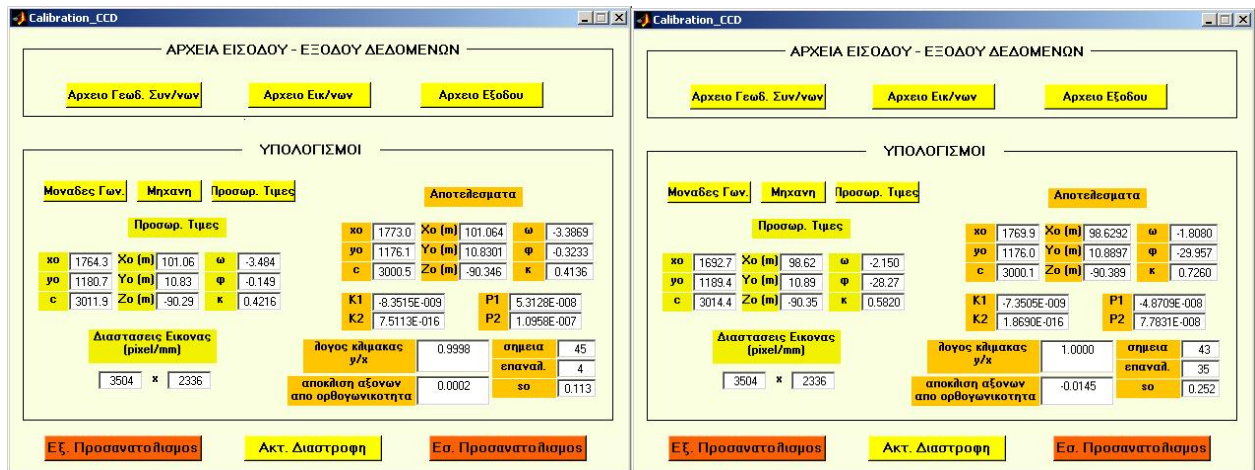 Calibration_CCD
ΑΡΧΕΙΑ ΕΙΣΟΔΟΥ - ΕΞΟΔΟΥ ΔΕΔΟΜΕΝΩΝ
Αρχειο Γεωδ. Συν/νων Αρχειο Εικ/νων Αρχειο Εξοδου
ΥΠΟΛΟΓΙΣΜΟΙ
Μοναδες Γων. Μηχανη Προσωρ. Τιμες
Αποτελεσματα
Προσωρ. Τιμες
xo 1773.0 Xo (m) 101.064 ω -3.3869
yo 1176.1 Yo (m) 10.8301 φ -0.3233
c 3000.5 Zo (m) -90.346 κ 0.4136
xo 1764.3 Xo (m) 101.06 ω -3.484
yo 1180.7 Yo (m) 10.83 φ -0.149
c 3011.9 Zo (m) -90.29 κ 0.4216
K1 -8.3515E-009 P1 5.3128E-008
K2 7.5113E-016 P2 1.0958E-007
Διαστασεις Εικονας
(pixel/mm)
3504 x 2336
λογος κλιμακας
y/x
0.9998
σημεια 45
επαναλ. 4
so 0.113
αποκλιση αξονων
απο ορθογωνικοτητα
0.0002
Εξ. Προσανατολισμος Ακτ. Διαστροφη Εσ. Προσανατολισμος
Calibration_CCD
ΑΡΧΕΙΑ ΕΙΣΟΔΟΥ - ΕΞΟΔΟΥ ΔΕΔΟΜΕΝΩΝ
Αρχειο Γεωδ. Συν/νων Αρχειο Εικ/νων Αρχειο Εξοδου
ΥΠΟΛΟΓΙΣΜΟΙ
Μοναδες Γων. Μηχανη Προσωρ. Τιμες
Αποτελεσματα
Προσωρ. Τιμες
xo 1769.9 Xo (m) 98.6292 ω -1.8080
yo 1176.0 Yo (m) 10.8897 φ -29.957
c 3000.1 Zo (m) -90.389 κ 0.7260
xo 1692.7 Xo (m) 98.62 ω -2.150
yo 1189.4 Yo (m) 10.89 φ -28.27
c 3014.4 Zo (m) -90.35 κ 0.5820
K1 -7.3505E-009 P1 -4.8709E-008
K2 1.8690E-016 P2 7.7831E-008
Διαστασεις Εικονας
(pixel/mm)
3504 x 2336
λογος κλιμακας
y/x
1.0000
σημεια 43
επαναλ. 35
so 0.252
αποκλιση αξονων
απο ορθογωνικοτητα
-0.0145
Εξ. Προσανατολισμος Ακτ. Διαστροφη Εσ. Προσανατολισμος